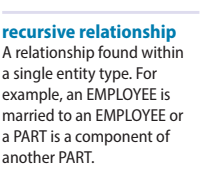 recursive relationship
A relationship found within
a single entity type. For
example, an EMPLOYEE is
married to an EMPLOYEE or
a PART is a component of
another PART.